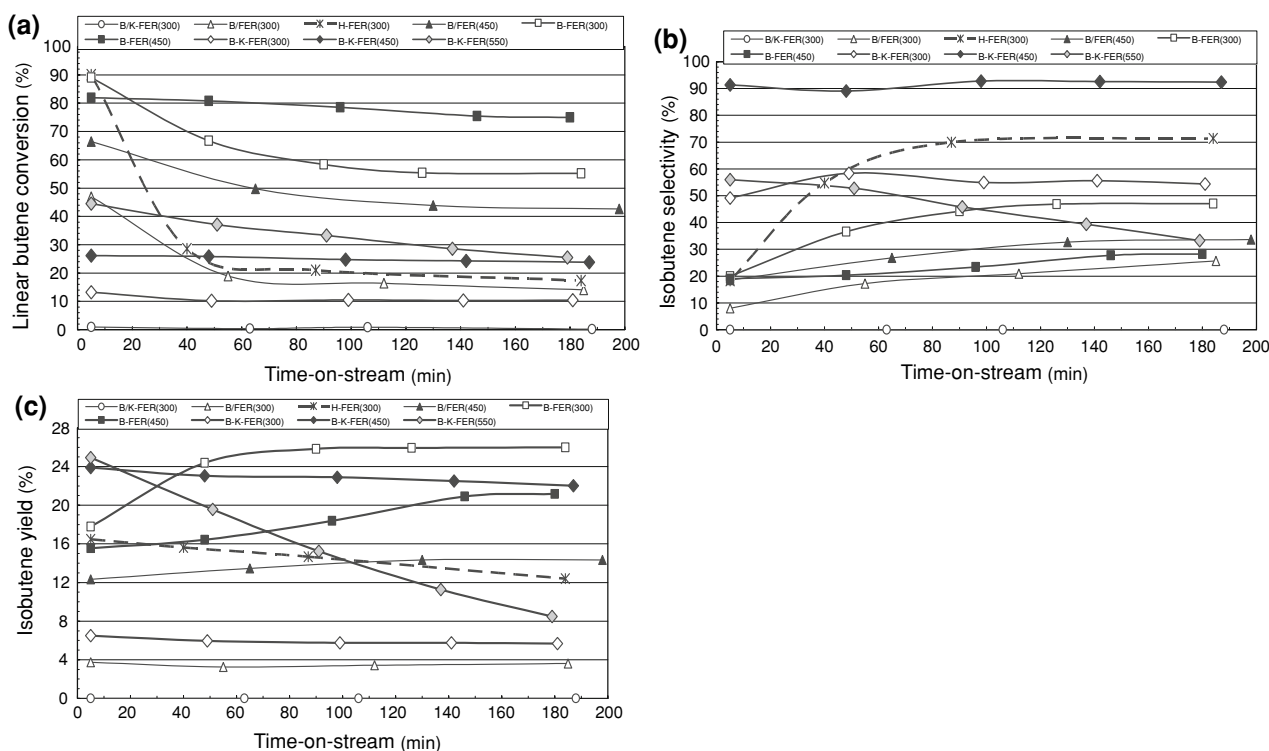 (a)
B/K-FER(300) B/FER(300) H-FER(300) B/FER(450) B-FER(300)
B-FER(450) B-K-FER(300) B-K-FER(450) B-K-FER(550)
Linear butene conversion (%)
100
90
80
70
60
50
40
30
20
10
0
0 20 40 60 80 100 120 140 160 180 200
Time-on-stream (min)
(b)
B/K-FER(300) B/FER(300) H-FER(300) B/FER(450) B-FER(300)
B-FER(450) B-K-FER(300) B-K-FER(450) B-K-FER(550)
Isobutene selectivity (%)
100
90
80
70
60
50
40
30
20
10
0
0 20 40 60 80 100 120 140 160 180 200
Time-on-stream (min)
(c)
B/K-FER(300) B/FER(300) H-FER(300) B/FER(450) B-FER(300)
B-FER(450) B-K-FER(300) B-K-FER(450) B-K-FER(550)
Isobutene yield (%)
28
24
20
16
12
8
4
0
0 20 40 60 80 100 120 140 160 180 200
Time-on-stream (min)